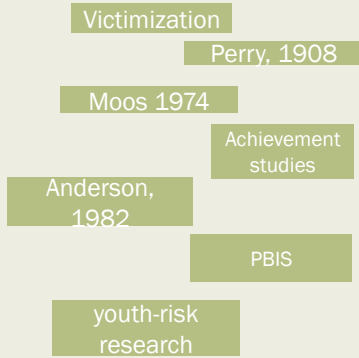 Victimization
Perry, 1908
Moos 1974
Achievement
studies
Anderson,
1982
PBIS
youth-risk
research